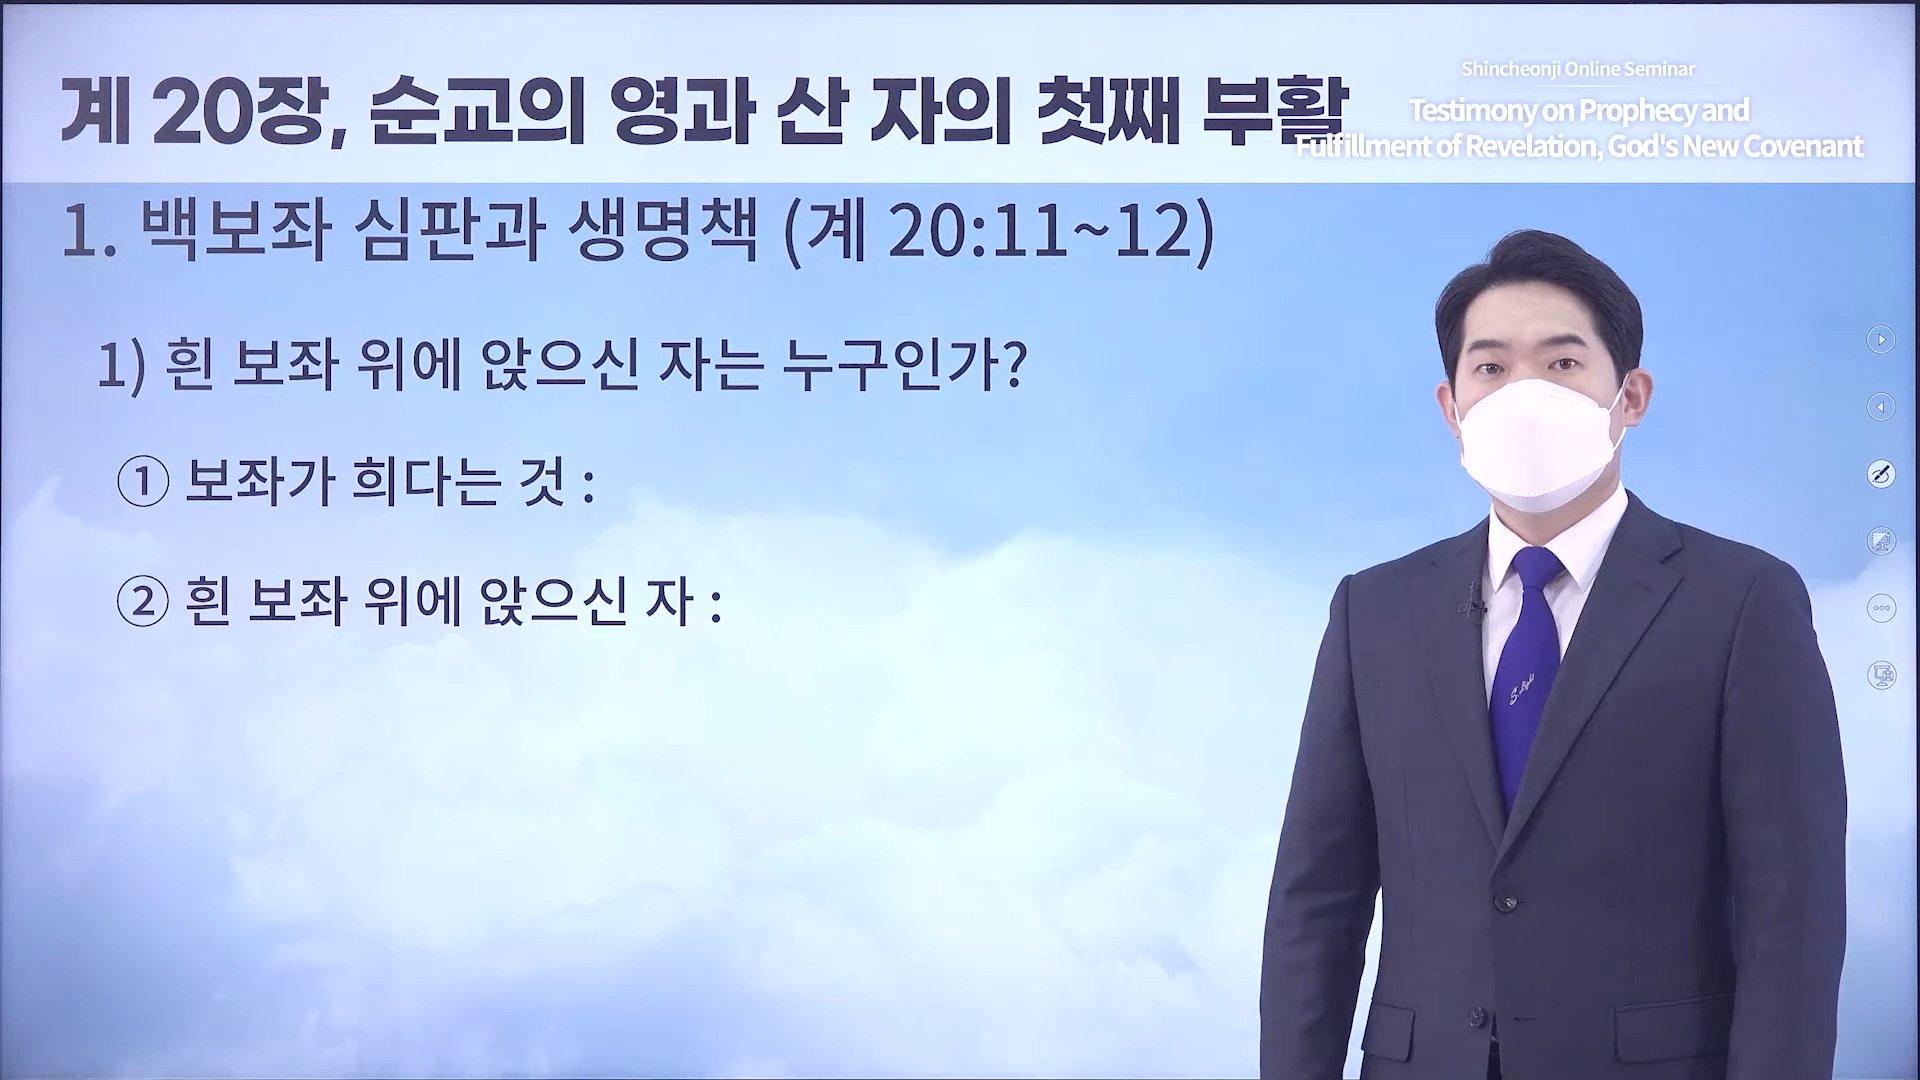 계 20장, 순교의 영과 산 자의 첫째 부활
Shincheonji Online Seminar
Testimony on Prophecy and
Fulfillment of Revelation, God's New Covenant
1. 백보좌 심판과 생명책 (계 20:11~12)
1) 흰 보좌 위에 앉으신 자는 누구인가?
① 보좌가 희다는 것 :
② 흰 보좌 위에 앉으신 자 :